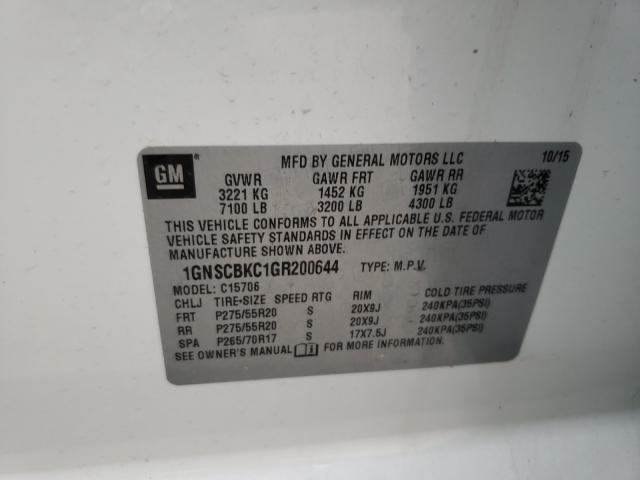 GM ®
MFD BY GENERAL MOTORS LLC 10/15
GVWR GAWR FRT GAWR RR
3221 KG 1452 KG 1951 KG
7100 LB 3200 LB 4300 LB
THIS VEHICLE CONFORMS TO ALL APPLICABLE U.S. FEDERAL MOTOR
VEHICLE SAFETY STANDARDS IN EFFECT ON THE DATE OF
MANUFACTURE SHOWN ABOVE.
1GNSCBKC1GR200644 TYPE: M.P.V.
MODEL: C15706
CHLJ TIRE-SIZE SPEED RTG RIM COLD TIRE PRESSURE
FRT P275/55R20 S 20X9J 240KPA(35PSI)
RR P275/55R20 S 20X9J 240KPA(35PSI)
SPA P265/70R17 S 17X7.5J 240KPA(35PSI)
SEE OWNER'S MANUAL FOR MORE INFORMATION.